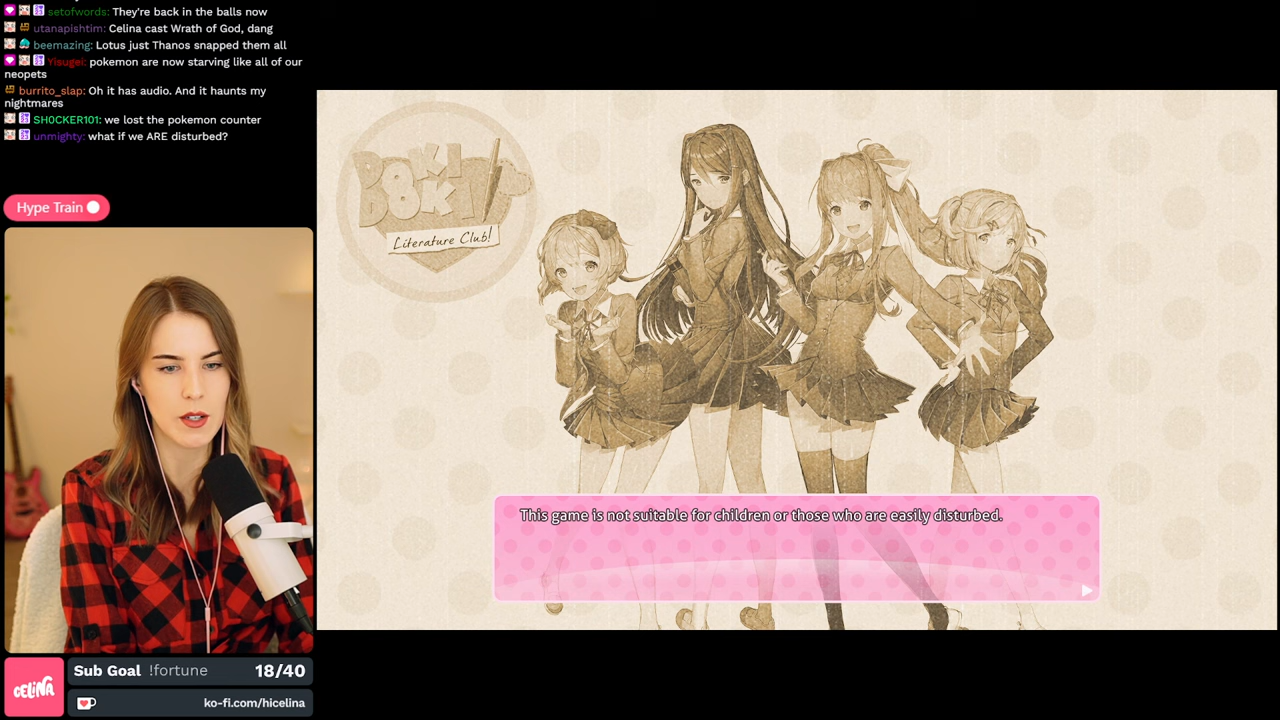 setofwords: They're back in the balls now
utanapishtim: Celina cast Wrath of God, dang
beemazing: Lotus just Thanos snapped them all
Yisugei: pokemon are now starving like all of our
neopets
burrito_slap: Oh it has audio. And it haunts my
nightmares
SH0CKER101: we lost the pokemon counter
unmighty: what if we ARE disturbed?
Hype Train
DOKI
DOKI
Literature Club!
This game is not suitable for children or those who are easily disturbed.
CELINA
Sub Goal !fortune 18/40
ko-fi.com/hicelina